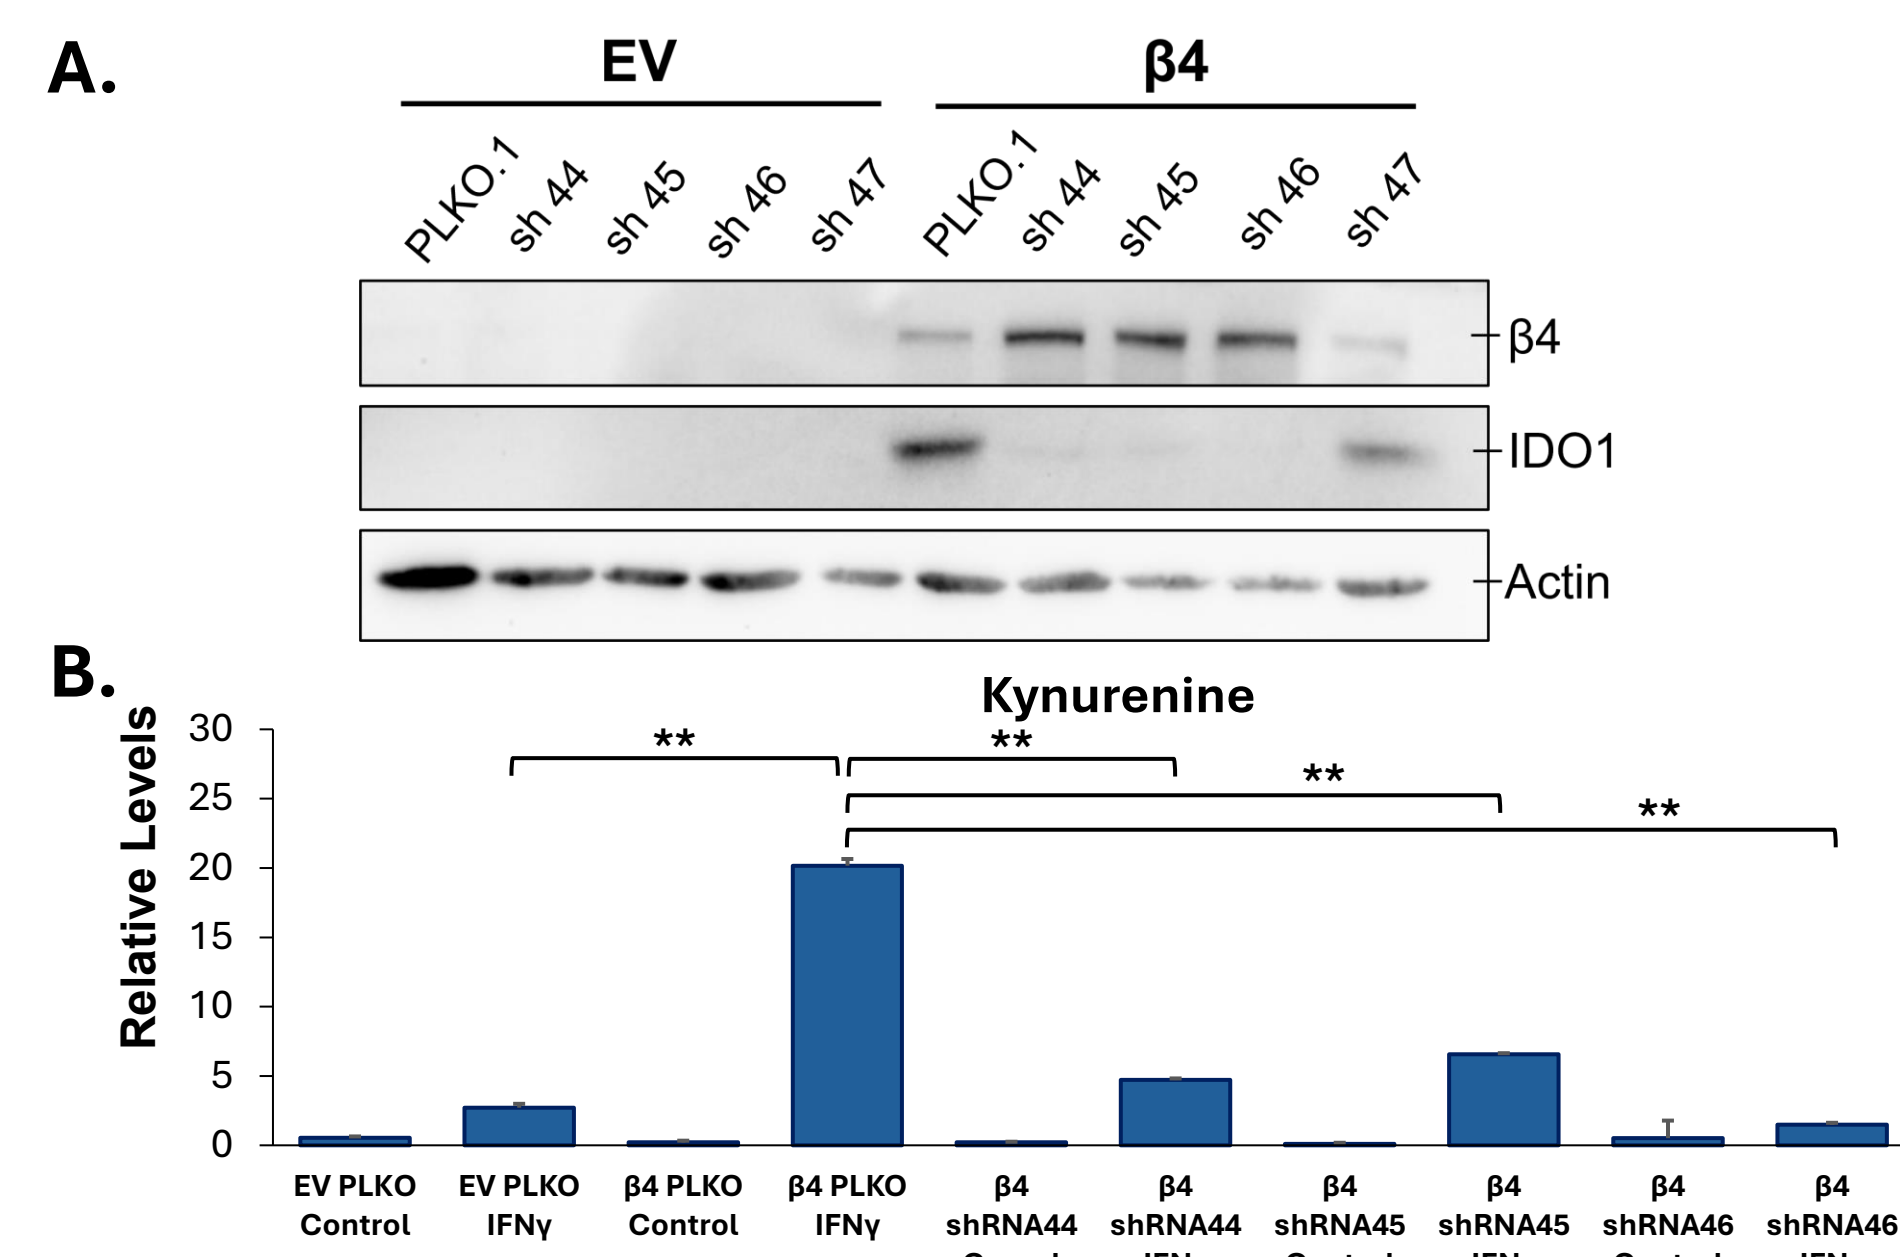 A.
EV β4
PLKO.1 sh 44 sh 45 sh 46 sh 47 PLKO.1 sh 44 sh 45 sh 46 sh 47
β4
IDO1
Actin
B.
Kynurenine
Relative Levels
30
25
20
15
10
5
0
** ** ** **
EV PLKO EV PLKO β4 PLKO β4 PLKO β4 β4 β4 β4 β4 β4
Control IFNγ Control IFNγ shRNA44 shRNA44 shRNA45 shRNA45 shRNA46 shRNA46